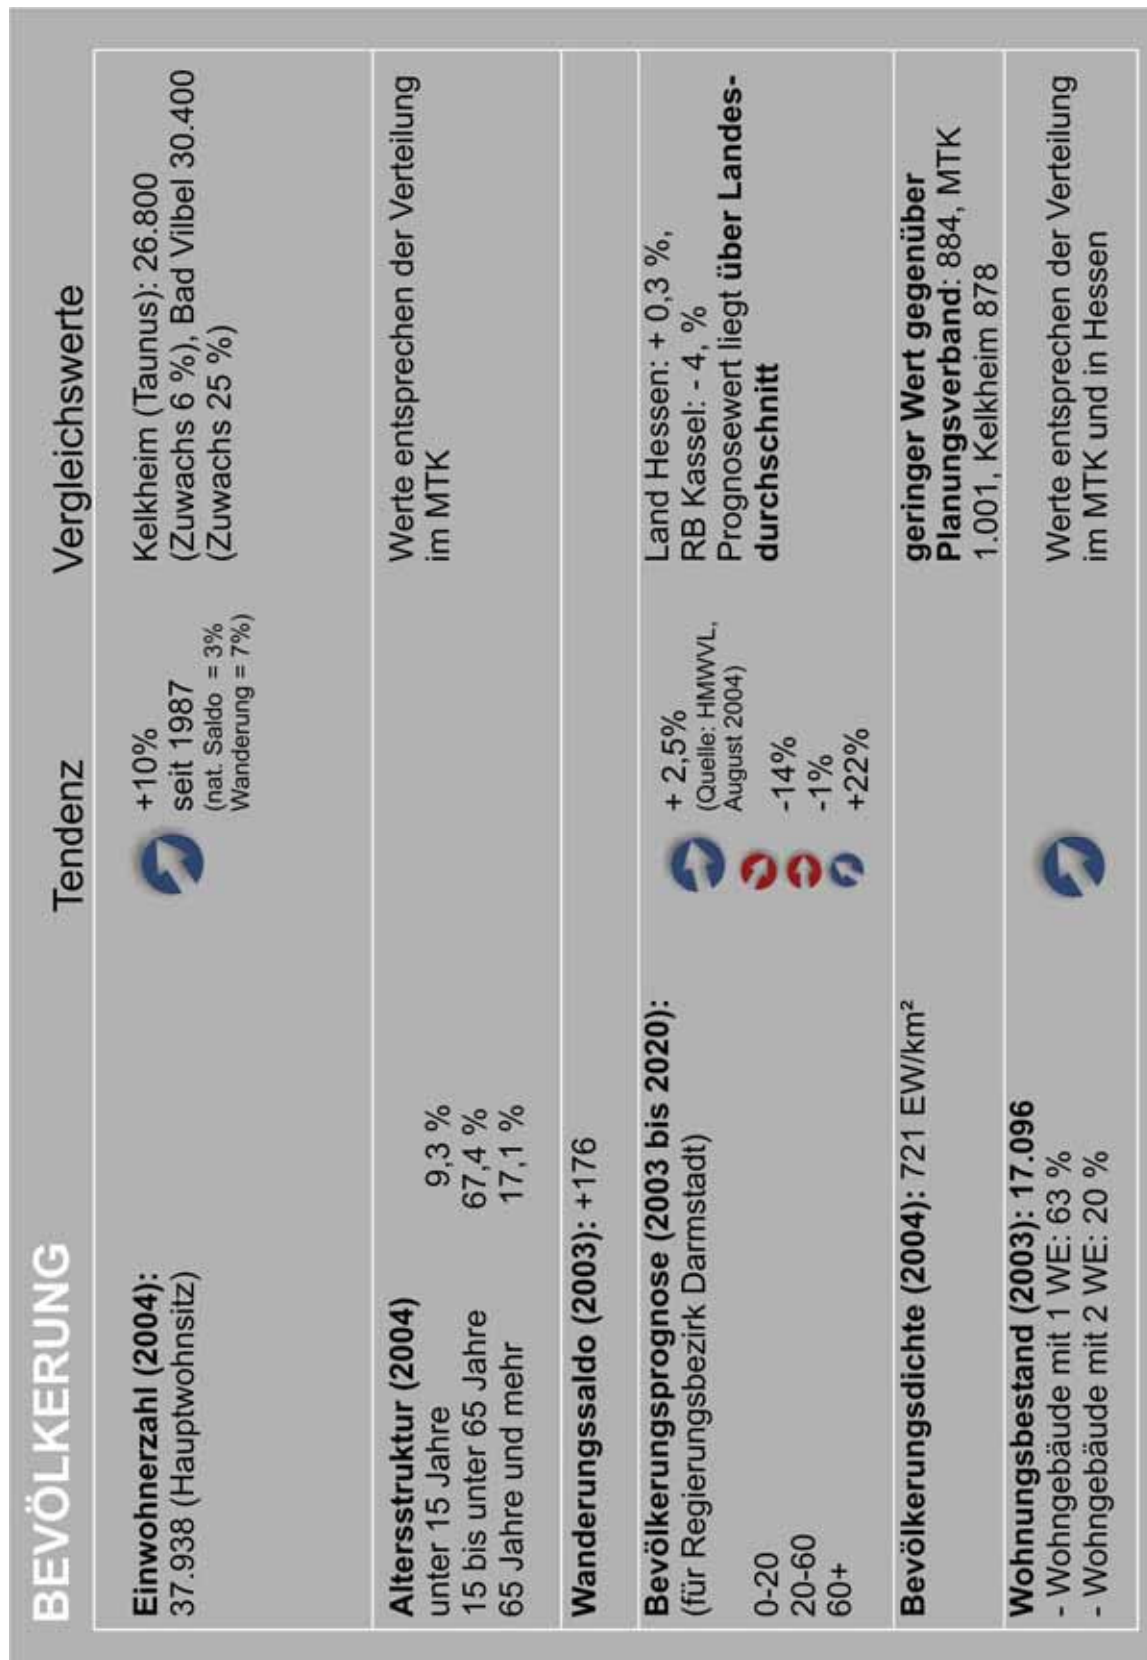 BEVÖLKERUNG
Tendenz
Vergleichswerte
Einwohnerzahl (2004):
37.938 (Hauptwohnsitz)
+10%
seit 1987
(nat. Saldo = 3%
Wanderung = 7%)
Kelkheim (Taunus): 26.800
(Zuwachs 6 %), Bad Vilbel 30.400
(Zuwachs 25 %)
Altersstruktur (2004)
unter 15 Jahre 9,3 %
15 bis unter 65 Jahre 67,4 %
65 Jahre und mehr 17,1 %
Werte entsprechen der Verteilung
im MTK
Wanderungssaldo (2003): +176
Bevölkerungsprognose (2003 bis 2020):
(für Regierungsbezirk Darmstadt)
+ 2,5%
(Quelle: HMWVL,
August 2004)
0-20 -14%
20-60 -1%
60+ +22%
Land Hessen: + 0,3 %,
RB Kassel: - 4, %
Prognosewert liegt über Landes-
durchschnitt
Bevölkerungsdichte (2004): 721 EW/km²
geringer Wert gegenüber
Planungsverband: 884, MTK
1.001, Kelkheim 878
Wohnungsbestand (2003): 17.096
- Wohngebäude mit 1 WE: 63 %
- Wohngebäude mit 2 WE: 20 %
Werte entsprechen der Verteilung
im MTK und in Hessen